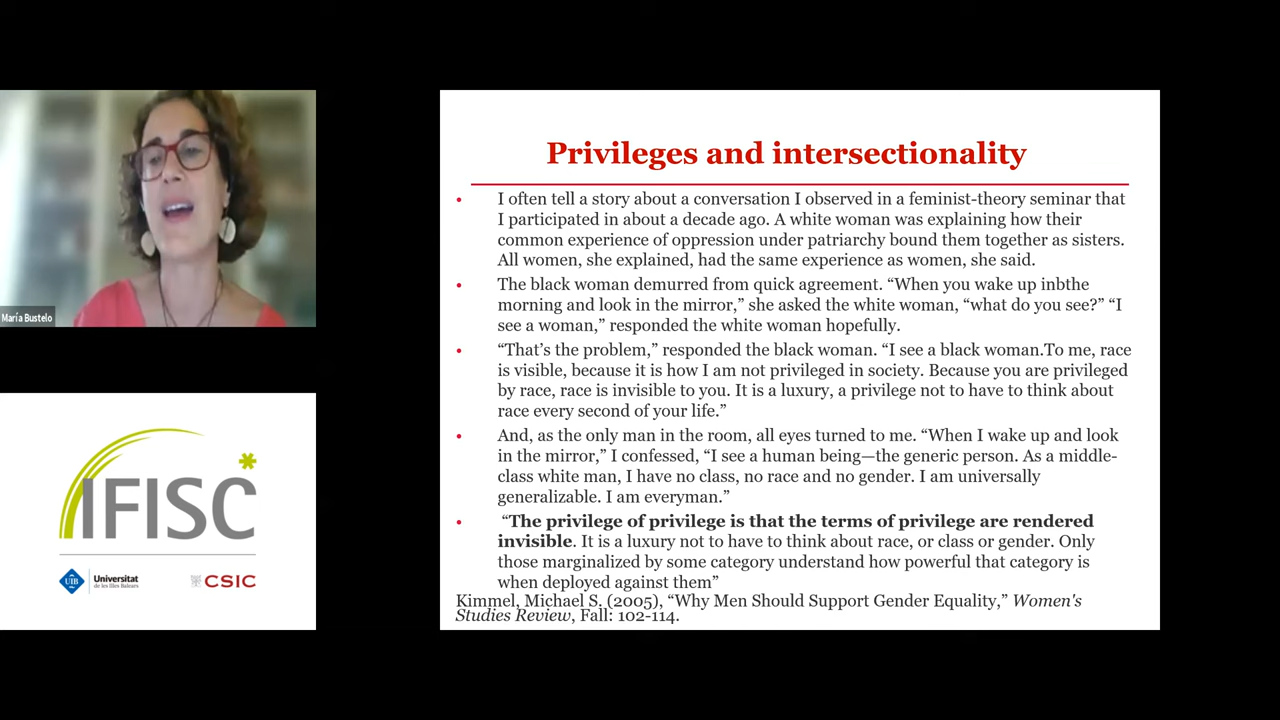 María Bustelo
IFISC
UIB
Universitat
de les Illes Balears
CSIC
Privileges and intersectionality
• I often tell a story about a conversation I observed in a feminist-theory seminar that
I participated in about a decade ago. A white woman was explaining how their
common experience of oppression under patriarchy bound them together as sisters.
All women, she explained, had the same experience as women, she said.
• The black woman demurred from quick agreement. “When you wake up inbthe
morning and look in the mirror,” she asked the white woman, “what do you see?” “I
see a woman,” responded the white woman hopefully.
• “That’s the problem,” responded the black woman. “I see a black woman.To me, race
is visible, because it is how I am not privileged in society. Because you are privileged
by race, race is invisible to you. It is a luxury, a privilege not to have to think about
race every second of your life.”
• And, as the only man in the room, all eyes turned to me. “When I wake up and look
in the mirror,” I confessed, “I see a human being—the generic person. As a middle-
class white man, I have no class, no race and no gender. I am universally
generalizable. I am everyman.”
• “The privilege of privilege is that the terms of privilege are rendered
invisible. It is a luxury not to have to think about race, or class or gender. Only
those marginalized by some category understand how powerful that category is
when deployed against them”
Kimmel, Michael S. (2005), “Why Men Should Support Gender Equality,” Women's
Studies Review, Fall: 102-114.